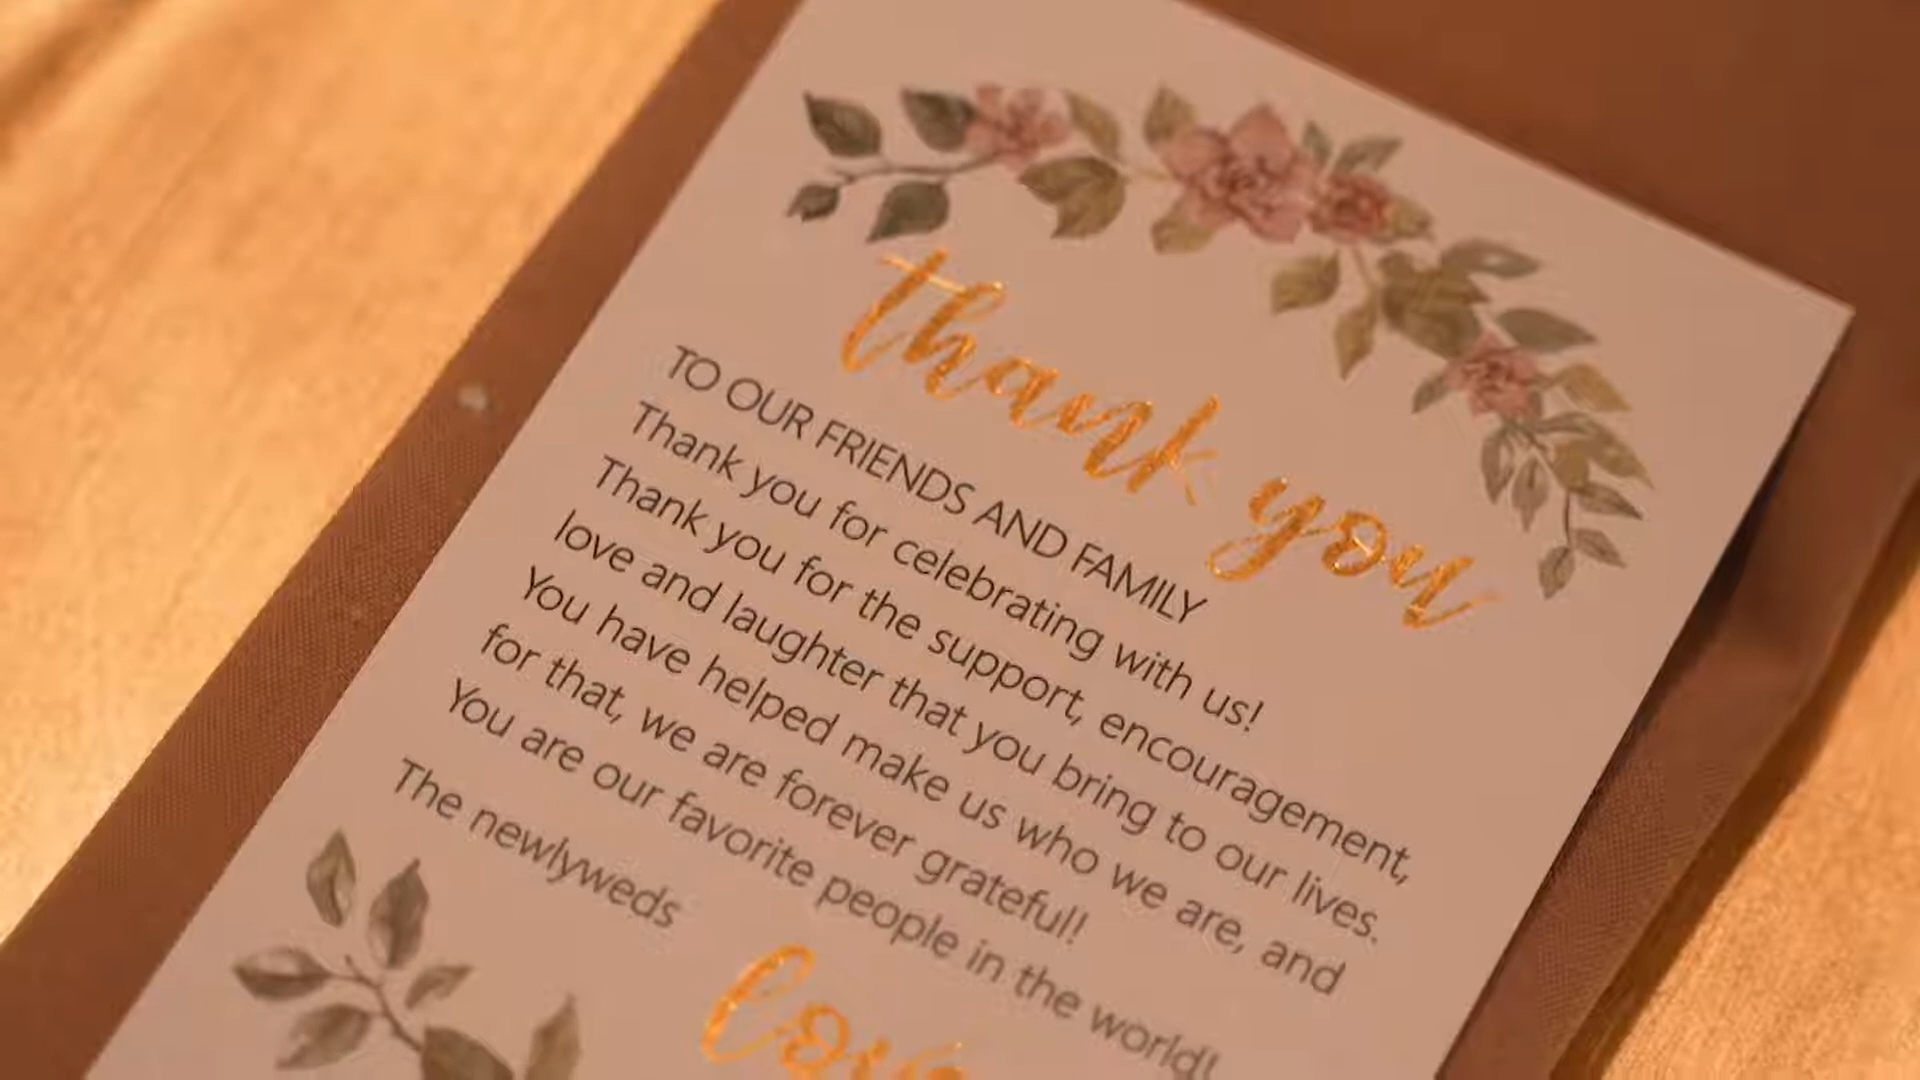 thank you
TO OUR FRIENDS AND FAMILY
Thank you for celebrating with us!
Thank you for the support, encouragement,
love and laughter that you bring to our lives.
You have helped make us who we are, and
for that, we are forever grateful!
You are our favorite people in the world!
The newlyweds